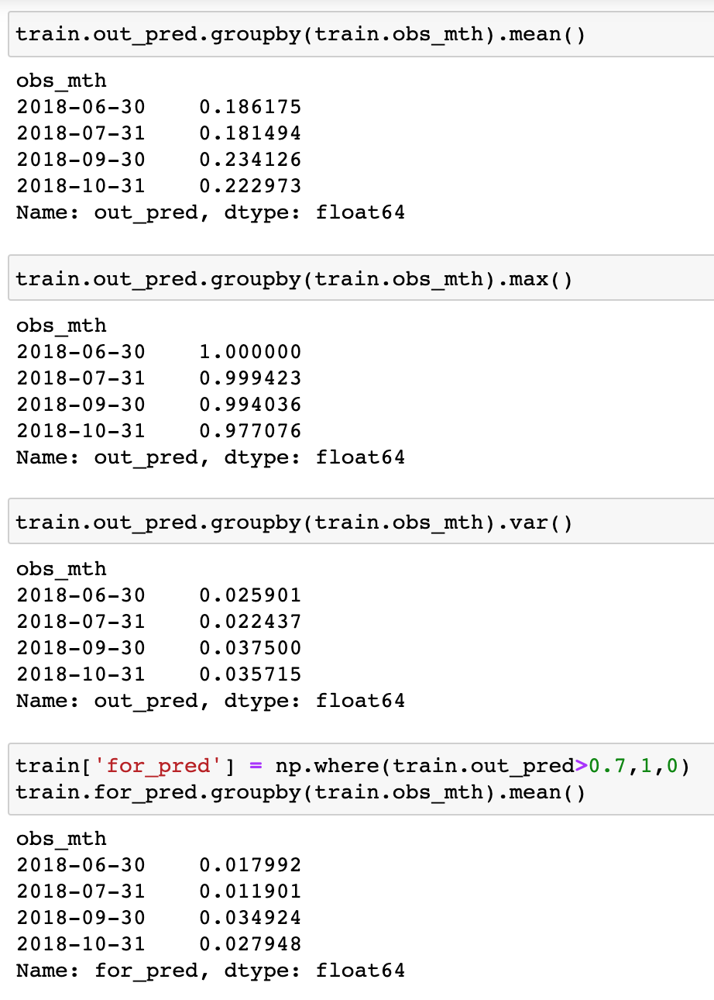 train.out_pred.groupby(train.obs_mth).mean()
obs_mth
2018-06-30    0.186175
2018-07-31    0.181494
2018-09-30    0.234126
2018-10-31    0.222973
Name: out_pred, dtype: float64
train.out_pred.groupby(train.obs_mth).max()
obs_mth
2018-06-30    1.000000
2018-07-31    0.999423
2018-09-30    0.994036
2018-10-31    0.977076
Name: out_pred, dtype: float64
train.out_pred.groupby(train.obs_mth).var()
obs_mth
2018-06-30    0.025901
2018-07-31    0.022437
2018-09-30    0.037500
2018-10-31    0.035715
Name: out_pred, dtype: float64
train['for_pred'] = np.where(train.out_pred>0.7,1,0)
train.for_pred.groupby(train.obs_mth).mean()
obs_mth
2018-06-30    0.017992
2018-07-31    0.011901
2018-09-30    0.034924
2018-10-31    0.027948
Name: for_pred, dtype: float64